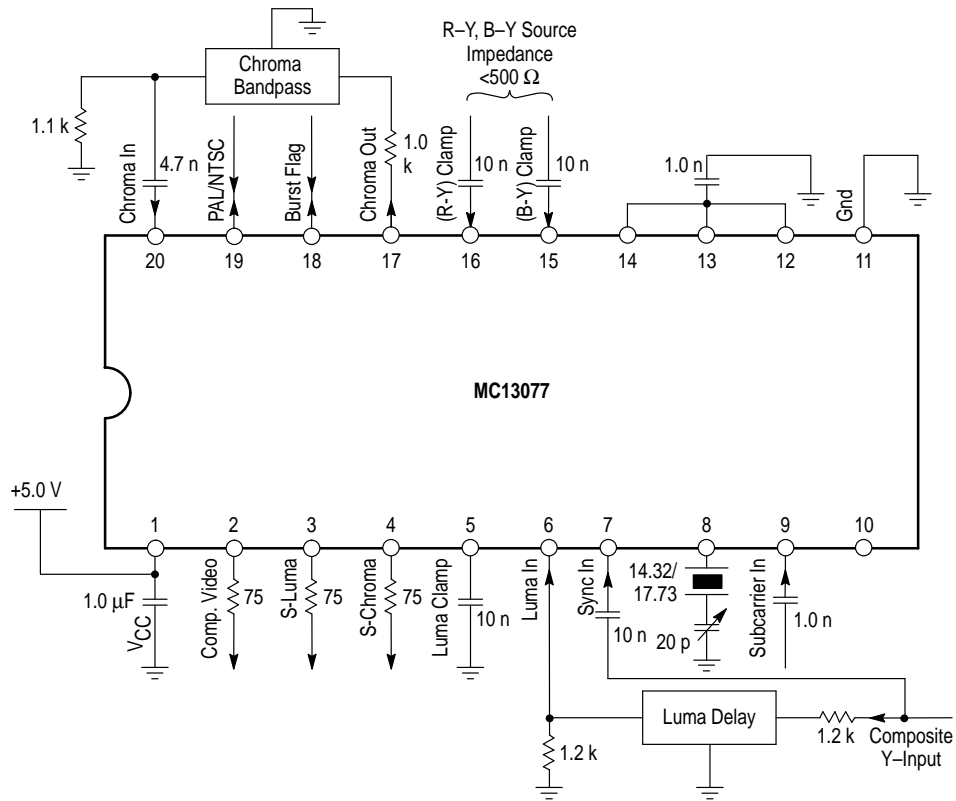 R–Y, B–Y Source
Impedance
<500 Ω
Chroma
Bandpass
1.1 k
Chroma In
4.7 n
PAL/NTSC
Burst Flag
Chroma Out
1.0
k
(R-Y) Clamp
10 n
(B-Y) Clamp
10 n
1.0 n
Gnd
20
19
18
17
16
15
14
13
12
11
MC13077
+5.0 V
1
2
3
4
5
6
7
8
9
10
1.0 µF
VCC
Comp. Video
75
S-Luma
75
S-Chroma
75
Luma Clamp
10 n
Luma In
Sync In
10 n
14.32/
17.73
20 p
Subcarrier In
1.0 n
Luma Delay
1.2 k
1.2 k
Composite
Y–Input